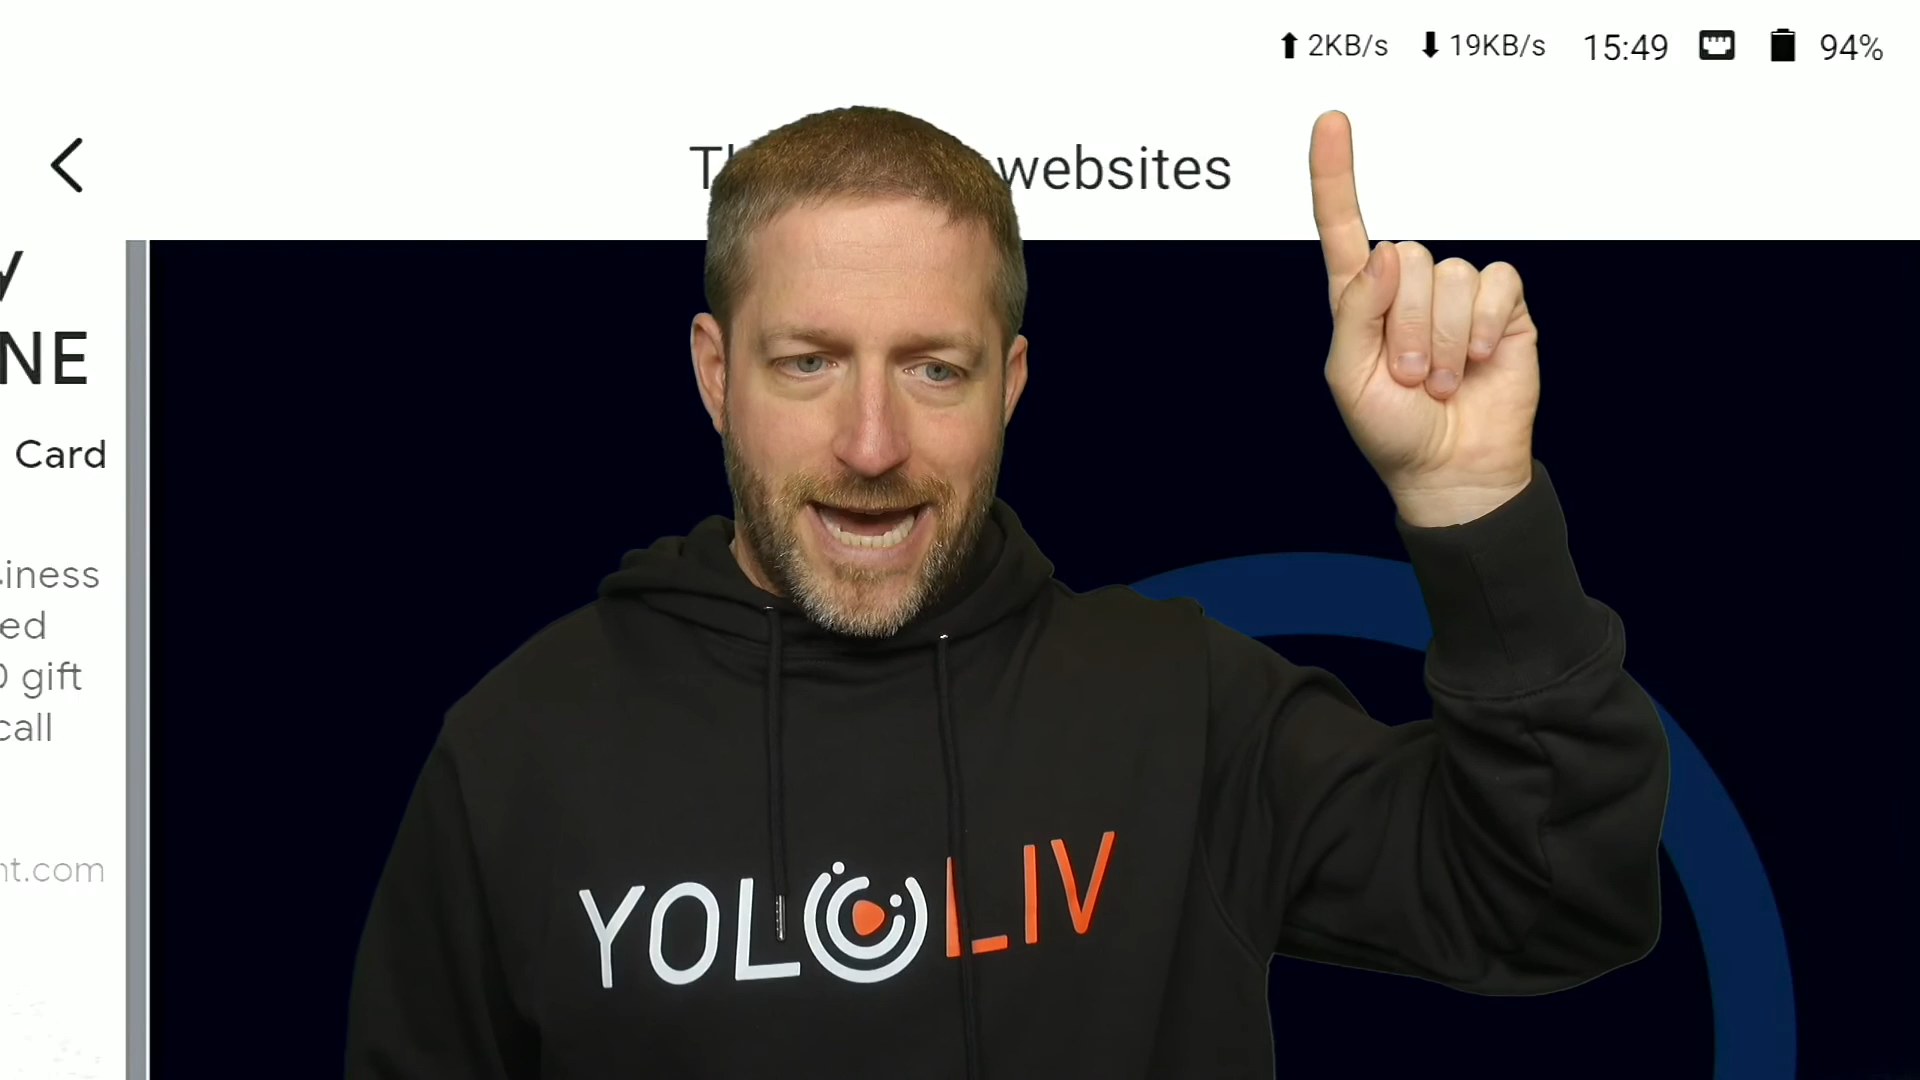 2KB/s 19KB/s 15:49 94%
websites
NE
Card
iness
ed
gift
call
nt.com
YOLOLIV